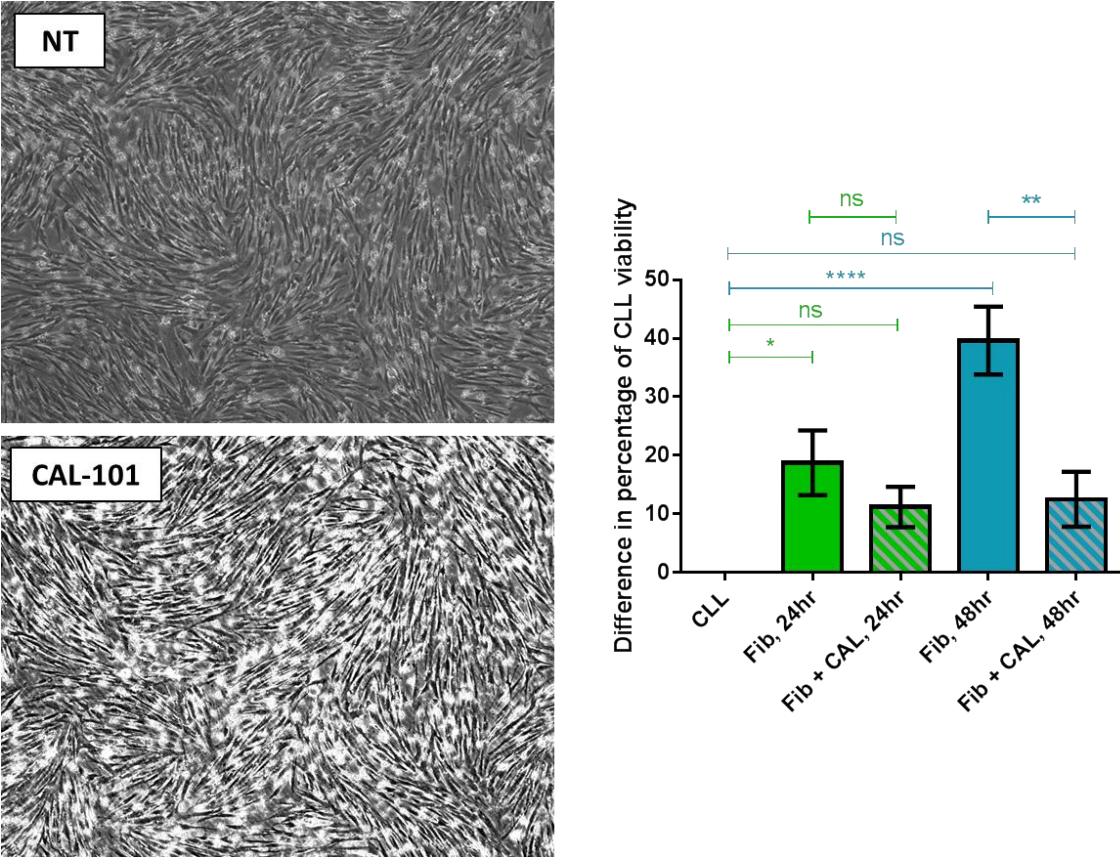 NT
CAL-101
Difference in percentage of CLL viability
ns
**
ns
****
ns
*
50
40
30
20
10
0
CLL
Fib, 24hr
Fib + CAL, 24hr
Fib, 48hr
Fib + CAL, 48hr